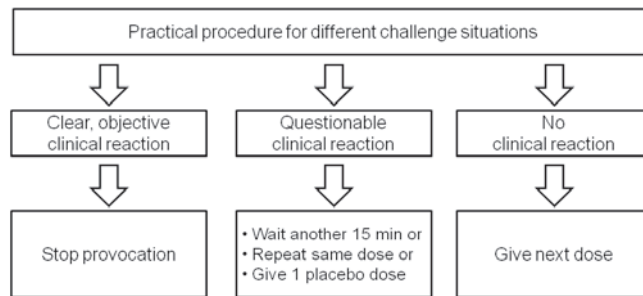 Practical procedure for different challenge situations
Clear, objective
clinical reaction
Questionable
clinical reaction
No
clinical reaction
Stop provocation
• Wait another 15 min or
• Repeat same dose or
• Give 1 placebo dose
Give next dose